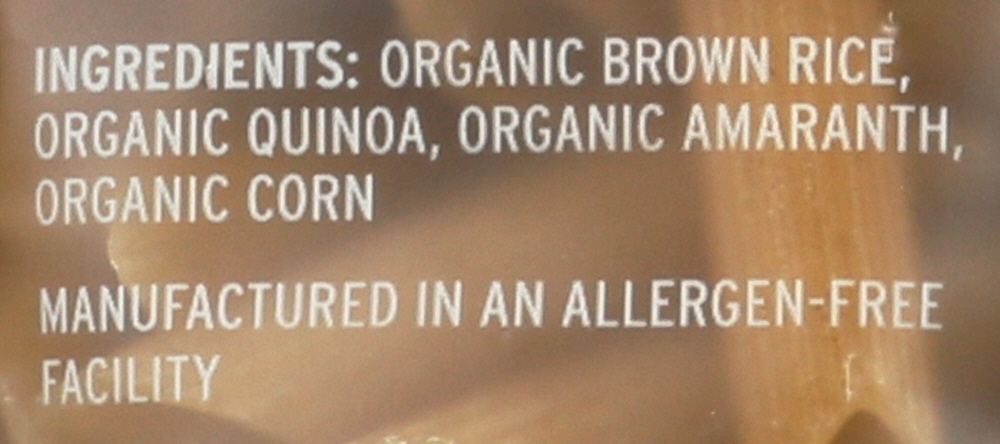 INGREDIENTS: ORGANIC BROWN RICE,
ORGANIC QUINOA, ORGANIC AMARANTH,
ORGANIC CORN
MANUFACTURED IN AN ALLERGEN-FREE
FACILITY